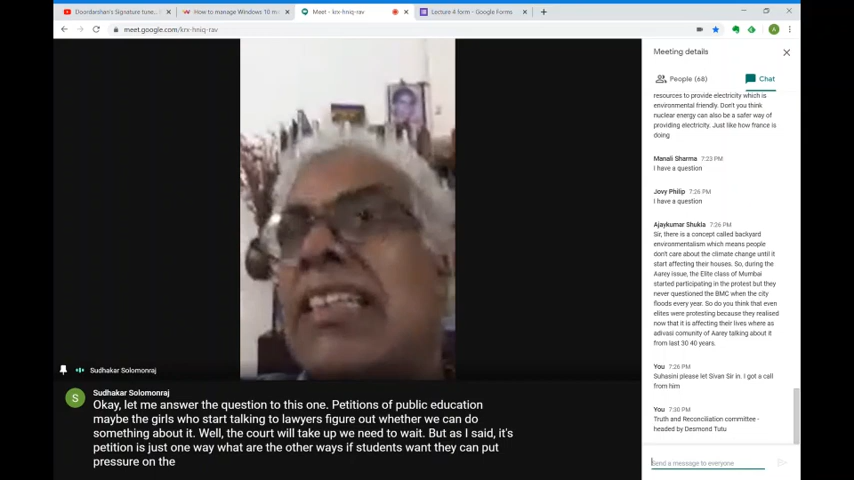 Doordarshan's Signature tune...
How to manage Windows 10 m
Meet - krx-hniq-rav
Lecture 4 form - Google Forms
meet.google.com/krx-hniq-rav
A
Meeting details
People (68)
Chat
resources to provide electricity which is
environmental friendly. Don't you think
nuclear energy can also be a safer way of
providing electricity. Just like how france is
doing
Manali Sharma 7:23 PM
I have a question
Jovy Philip 7:26 PM
I have a question
Ajaykumar Shukla 7:26 PM
Sir, there is a concept called backyard
environmentalism which means people
don't care about the climate change until it
start affecting their houses. So, during the
Aarey issue, the Elite class of Mumbai
started participating in the protest but they
never questioned the BMC when the city
floods every year. So do you think that even
elites were protesting because they realised
now that it is affecting their lives where as
adivasi comunity of Aarey talking about it
from last 30 40 years.
You 7:26 PM
Suhasini please let Sivan Sir in. I got a call
from him
You 7:30 PM
Truth and Reconciliation committee -
headed by Desmond Tutu
Send a message to everyone
Sudhakar Solomonraj
S
Sudhakar Solomonraj
Okay, let me answer the question to this one. Petitions of public education
maybe the girls who start talking to lawyers figure out whether we can do
something about it. Well, the court will take up we need to wait. But as I said, it's
petition is just one way what are the other ways if students want they can put
pressure on the